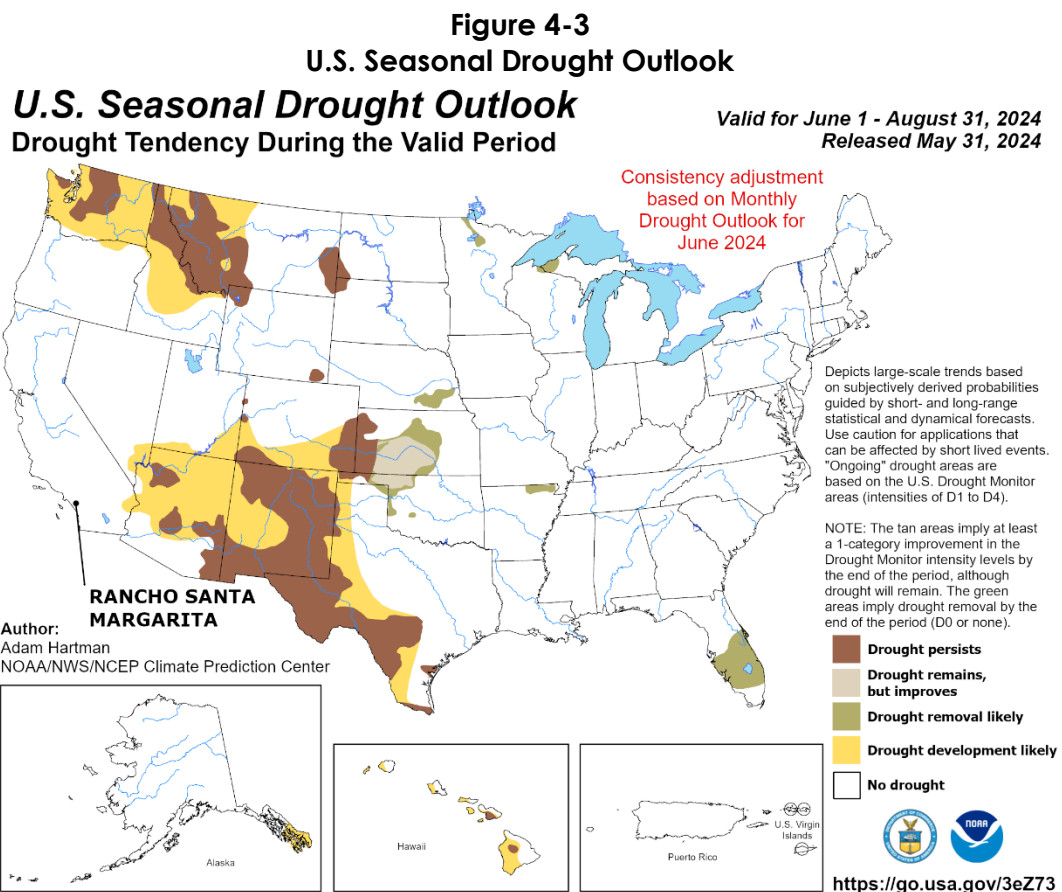 Figure 4-3
U.S. Seasonal Drought Outlook
U.S. Seasonal Drought Outlook
Drought Tendency During the Valid Period
Valid for June 1 - August 31, 2024
Released May 31, 2024
Consistency adjustment
based on Monthly
Drought Outlook for
June 2024
Depicts large-scale trends based
on subjectively derived probabilities
guided by short- and long-range
statistical and dynamical forecasts.
Use caution for applications that
can be affected by short lived events.
"Ongoing" drought areas are
based on the U.S. Drought Monitor
areas (intensities of D1 to D4).
NOTE: The tan areas imply at least
a 1-category improvement in the
Drought Monitor intensity levels by
the end of the period, although
drought will remain. The green
areas imply drought removal by the
end of the period (D0 or none).
RANCHO SANTA
MARGARITA
Author:
Adam Hartman
NOAA/NWS/NCEP Climate Prediction Center
Drought persists
Drought remains,
but improves
Drought removal likely
Drought development likely
No drought
Alaska
Hawaii
Puerto Rico
U.S. Virgin
Islands
NOAA
https://go.usa.gov/3eZ73